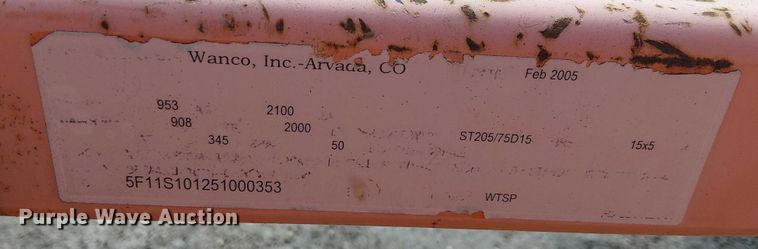 Wanco, Inc.-Arvada, CO
Feb 2005
953 2100
908 2000 ST205/75D15 15x5
345 50
5F11S101251000353 WTSP
Purple Wave Auction